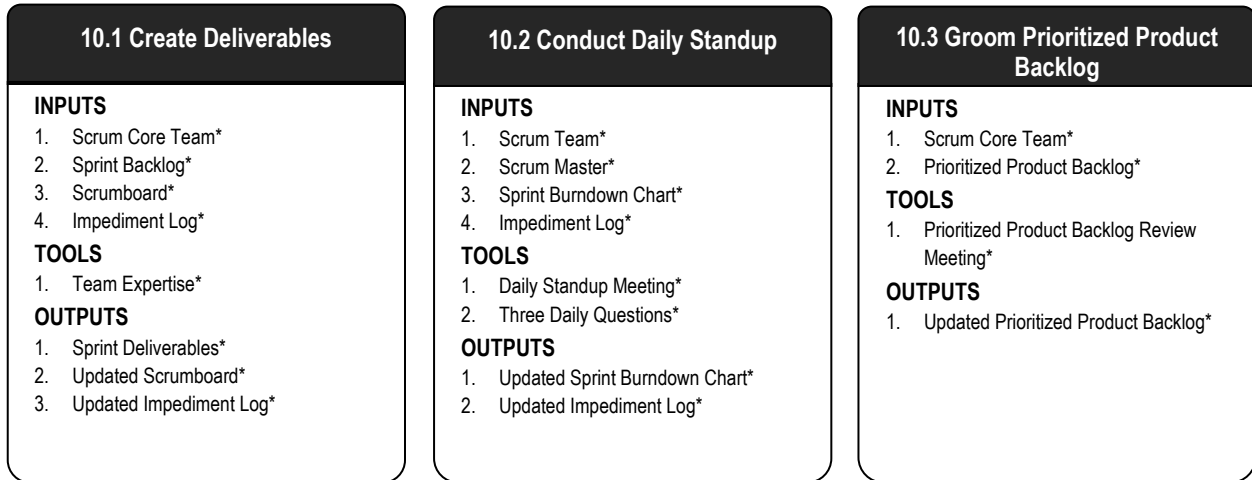 10.1 Create Deliverables
INPUTS
1. Scrum Core Team*
2. Sprint Backlog*
3. Scrumboard*
4. Impediment Log*
TOOLS
1. Team Expertise*
OUTPUTS
1. Sprint Deliverables*
2. Updated Scrumboard*
3. Updated Impediment Log*
10.2 Conduct Daily Standup
INPUTS
1. Scrum Team*
2. Scrum Master*
3. Sprint Burndown Chart*
4. Impediment Log*
TOOLS
1. Daily Standup Meeting*
2. Three Daily Questions*
OUTPUTS
1. Updated Sprint Burndown Chart*
2. Updated Impediment Log*
10.3 Groom Prioritized Product
Backlog
INPUTS
1. Scrum Core Team*
2. Prioritized Product Backlog*
TOOLS
1. Prioritized Product Backlog Review
Meeting*
OUTPUTS
1. Updated Prioritized Product Backlog*